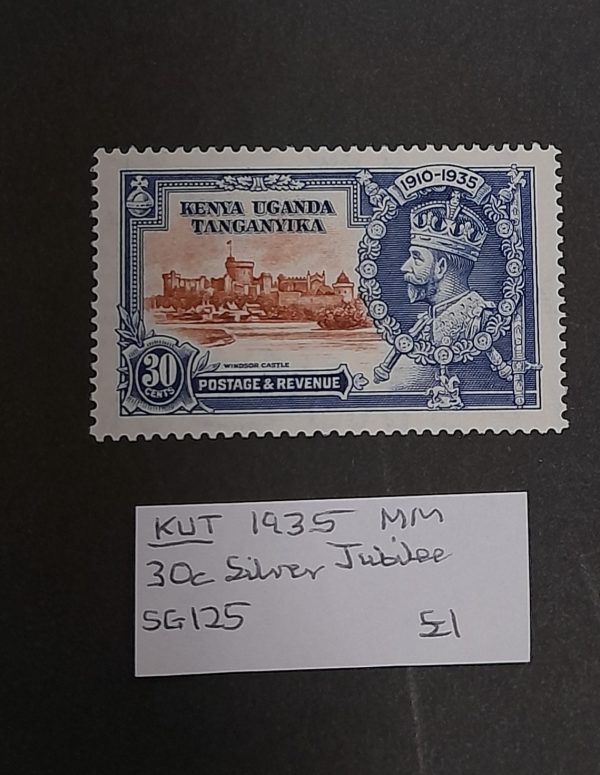 1910-1935
KENYA UGANDA
TANGANYIKA
WINDSOR CASTLE
30
CENTS
POSTAGE & REVENUE
KUT 1935 MM
30c Silver Jubilee
SG125
£1